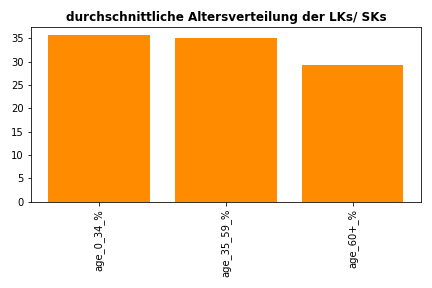 durchschnittliche Altersverteilung der LKs/ SKs
35
30
25
20
15
10
5
0
age_0_34_%
age_35_59_%
age_60+_%